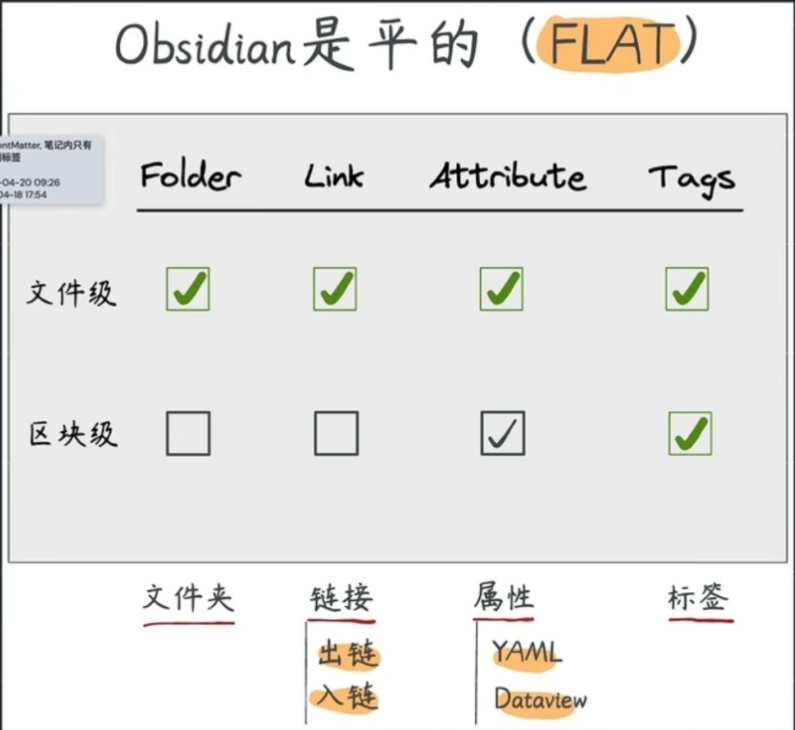 Obsidian是平的（FLAT）
ontMatter, 笔记内只有
标签
-04-20 09:26
04-18 17:54
Folder Link Attribute Tags
文件级
区块级
文件夹 链接 属性 标签
出链 YAML
入链 Dataview